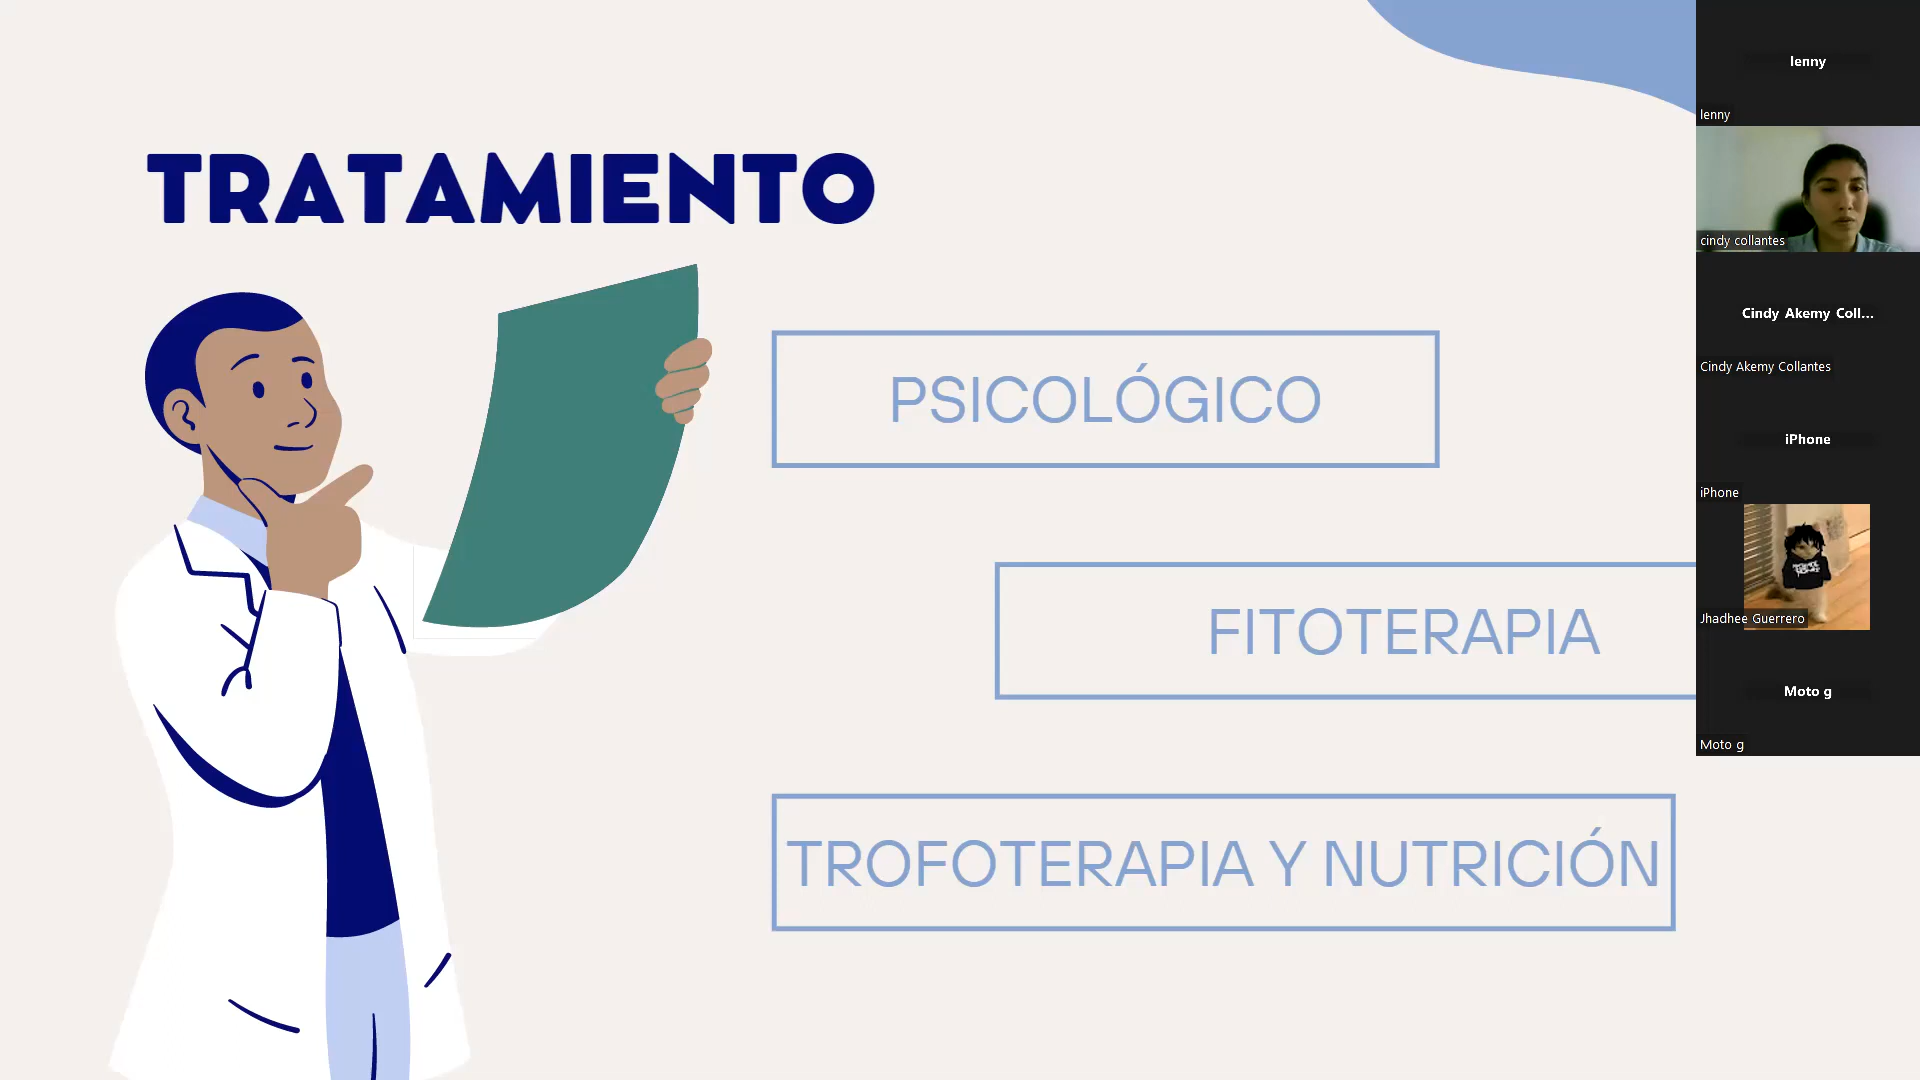 TRATAMIENTO
PSICOLÓGICO
FITOTERAPIA
TROFOTERAPIA Y NUTRICIÓN
lenny
lenny
cindy collantes
Cindy Akemy Coll...
Cindy Akemy Collantes
iPhone
iPhone
Jhadhee Guerrero
Moto g
Moto g